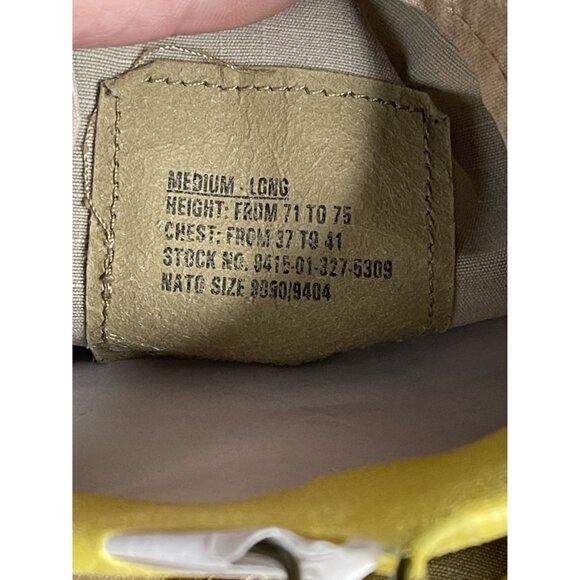 MEDIUM - LONG
HEIGHT: FROM 71 TO 75
CHEST: FROM 37 TO 41
STOCK NO. 8415-01-327-5309
NATO SIZE 8090/9404